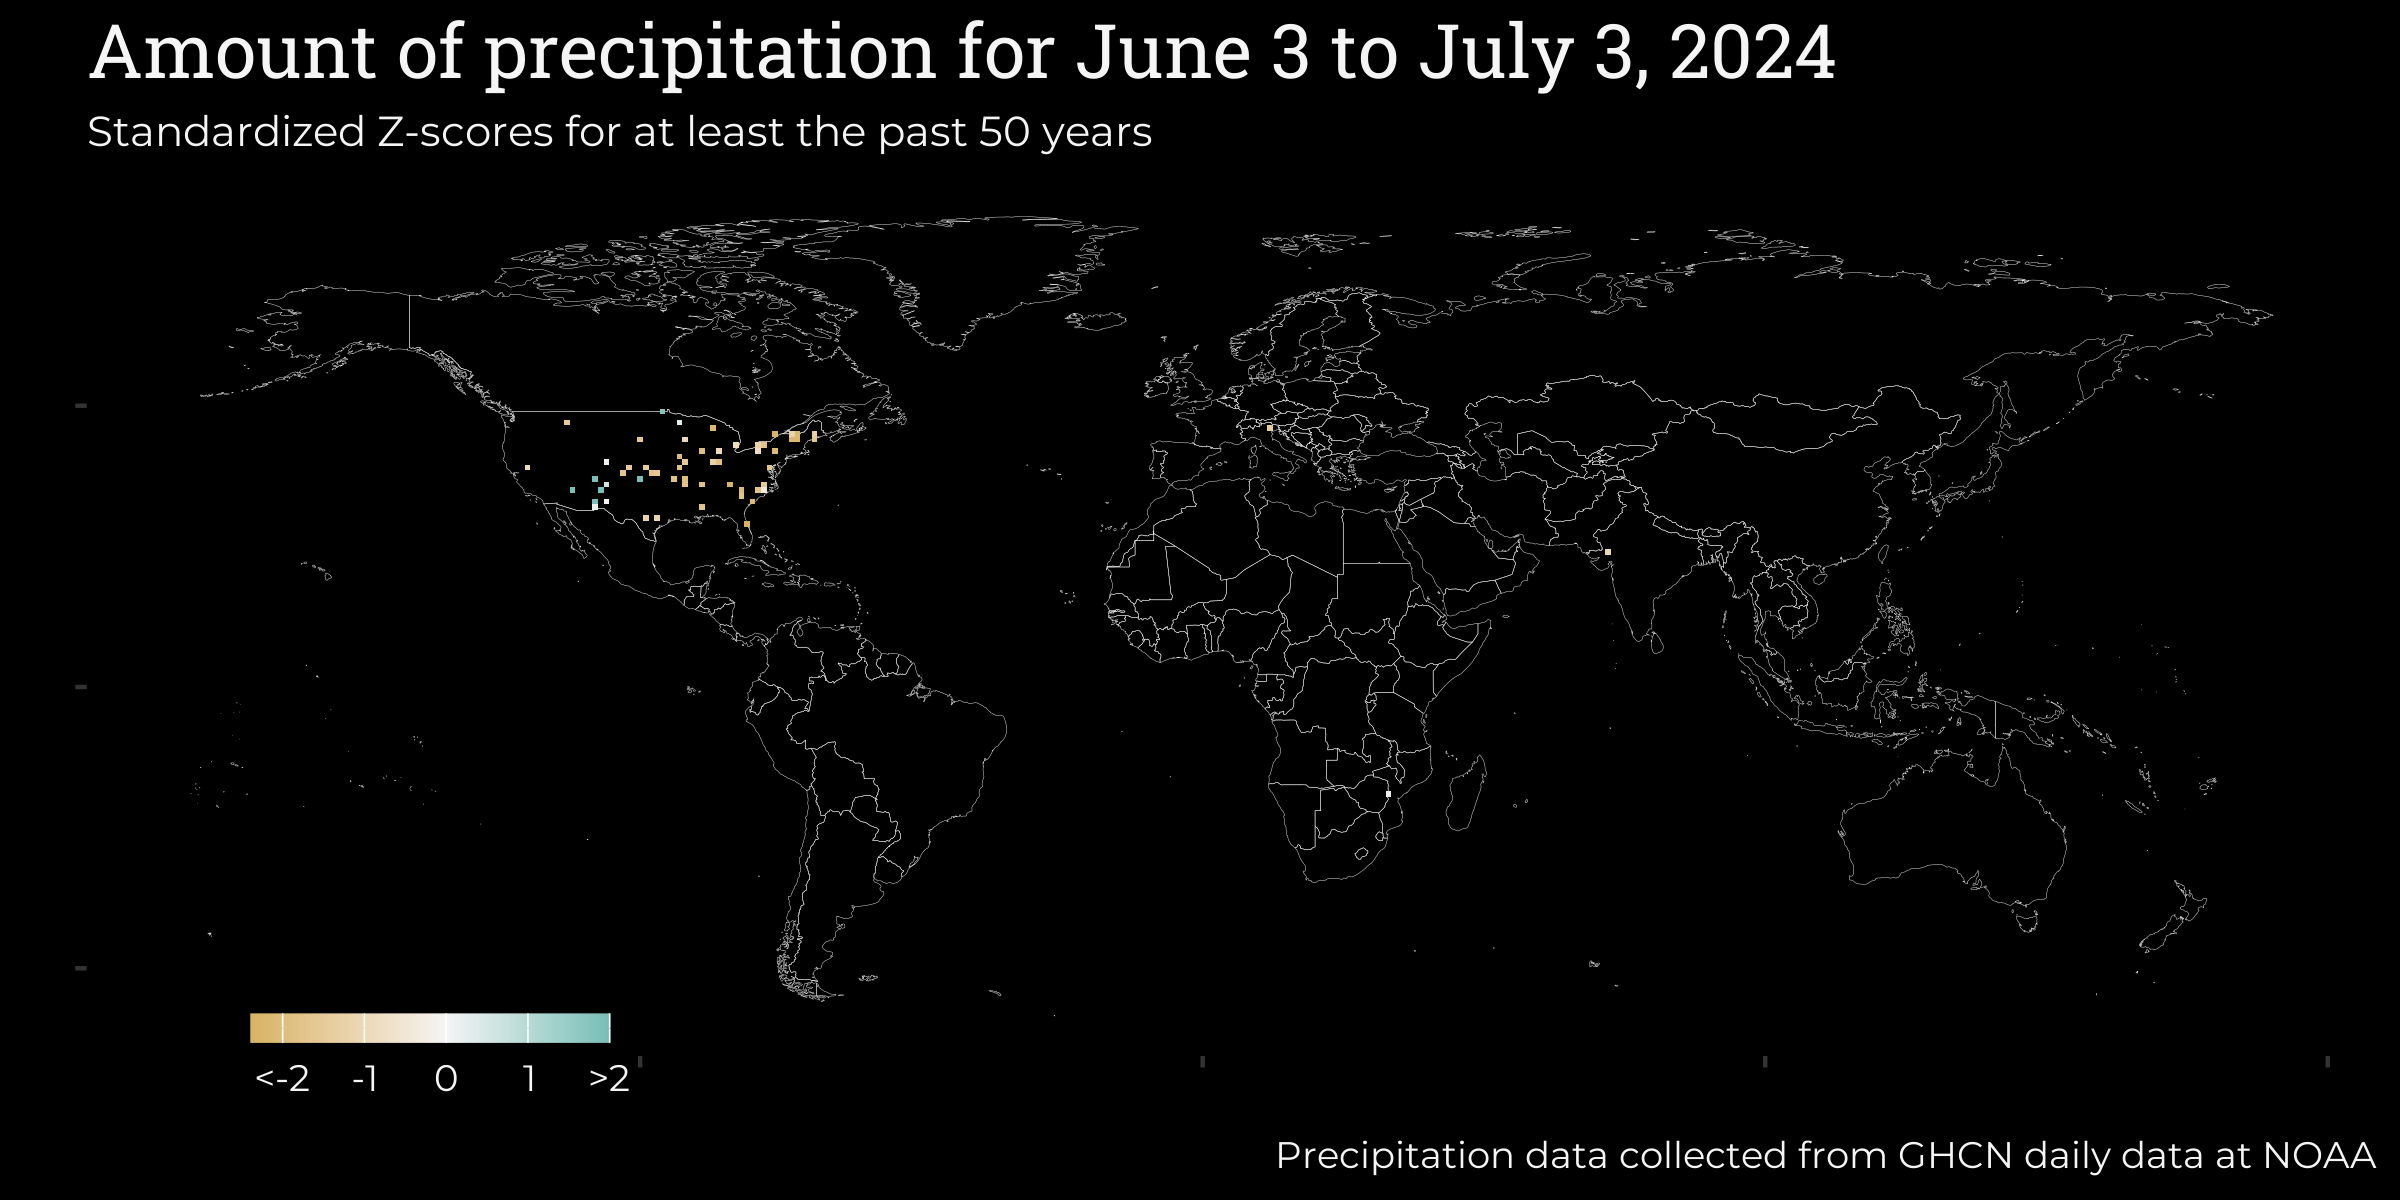 Amount of precipitation for June 3 to July 3, 2024
Standardized Z-scores for at least the past 50 years
<-2 -1 0 1 >2
Precipitation data collected from GHCN daily data at NOAA